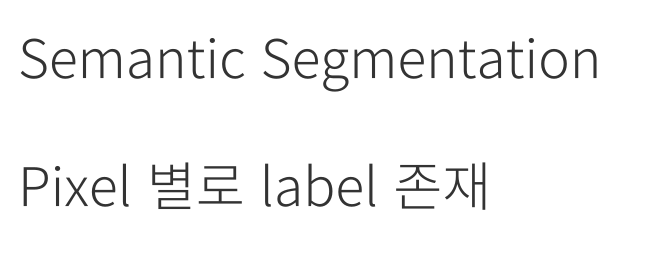 Semantic Segmentation
Pixel 별로 label 존재